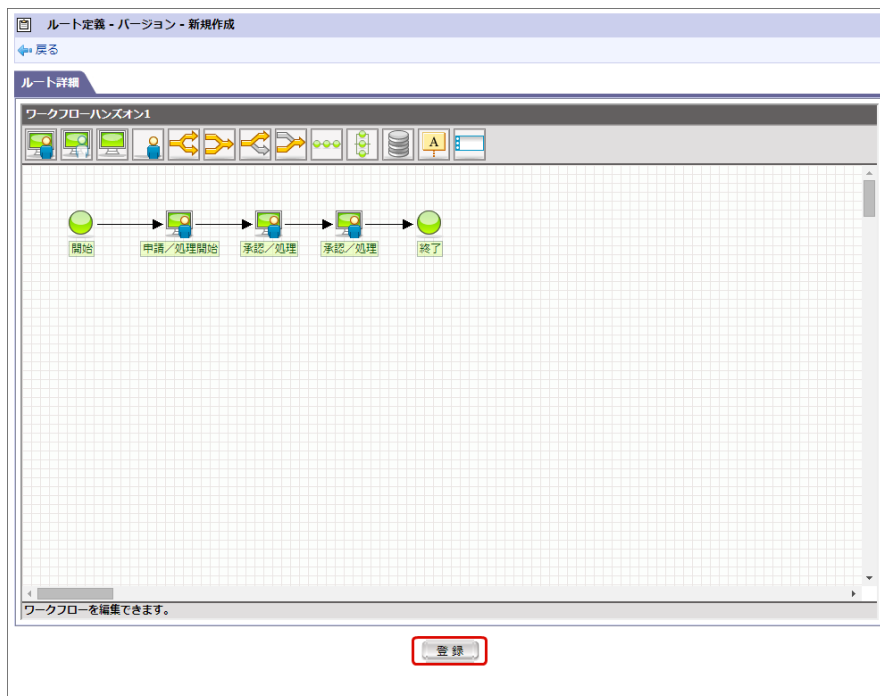 ルート定義 - バージョン - 新規作成
戻る
ルート詳細
ワークフローハンズオン1
A
開始 申請／処理開始 承認／処理 承認／処理 終了
ワークフローを編集できます。
登録